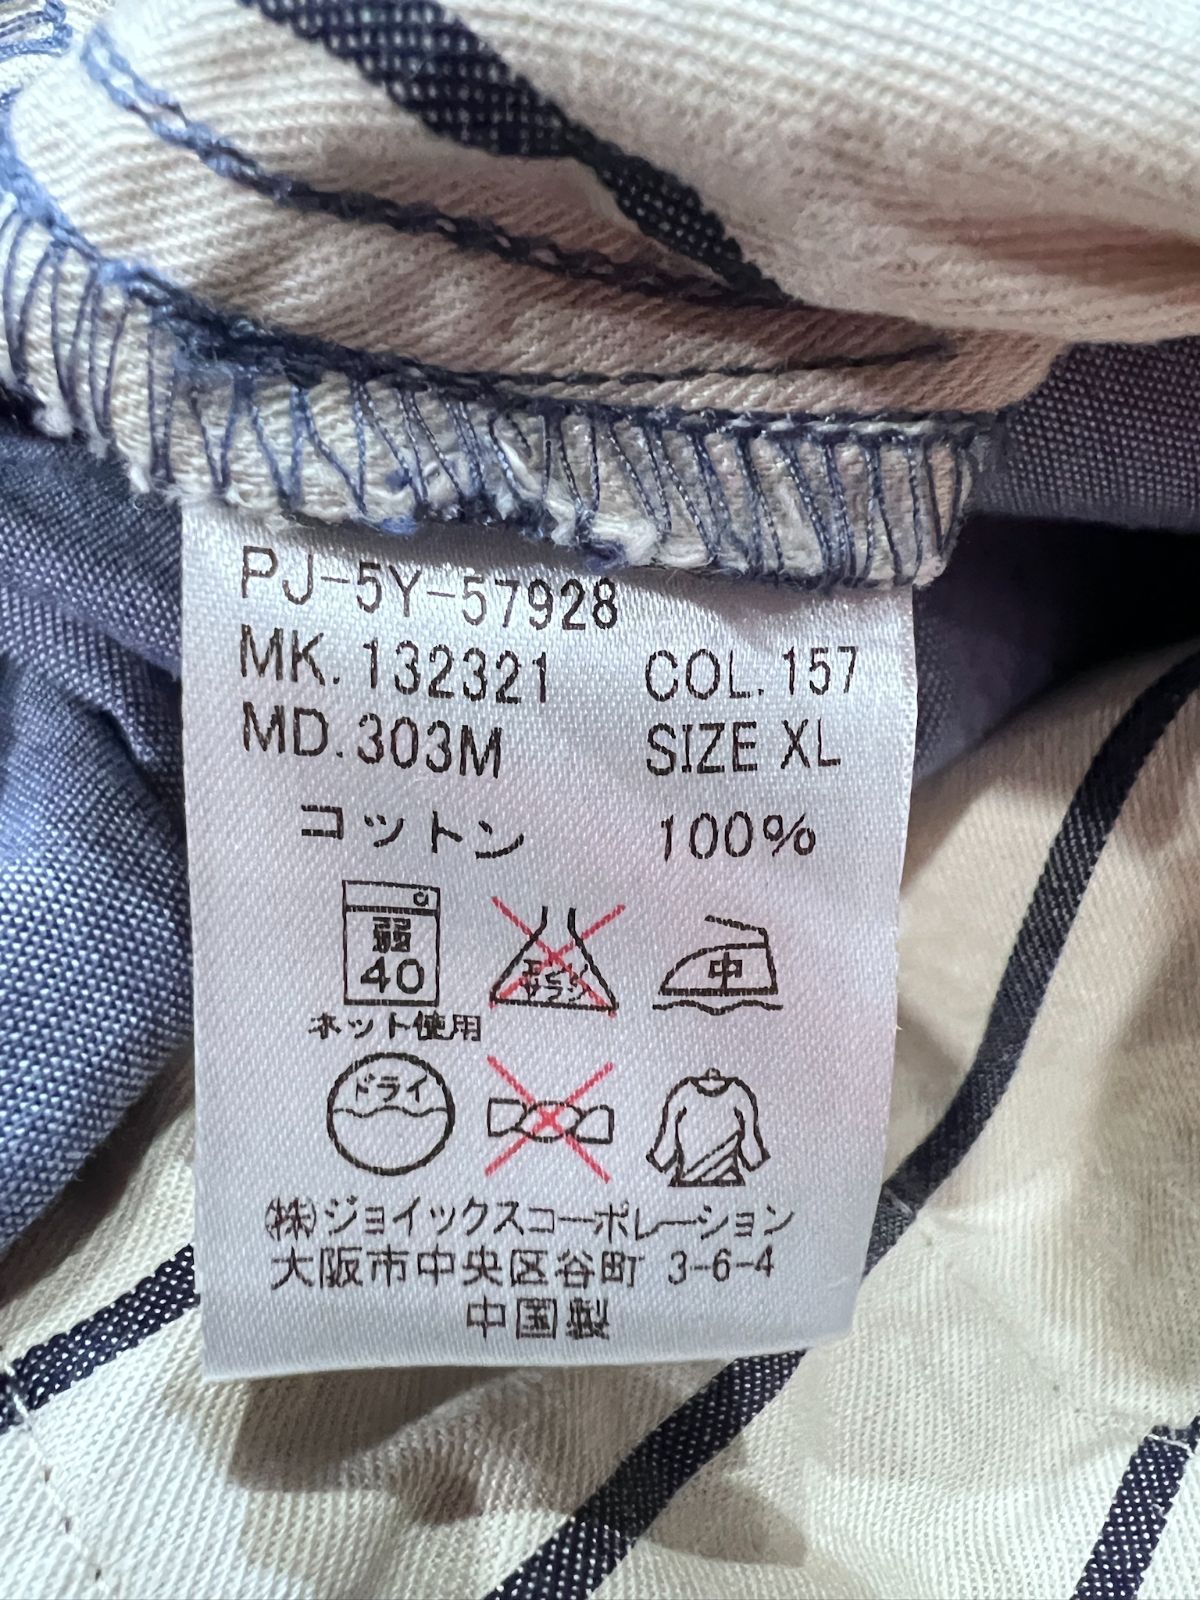 PJ-5Y-57928
MK.132321 COL.157
MD.303M SIZE XL
コットン 100%
弱
40
エンソ
サラシ
中
ネット使用
ドライ
㈱ジョイックスコーポレーション
大阪市中央区谷町 3-6-4
中国製